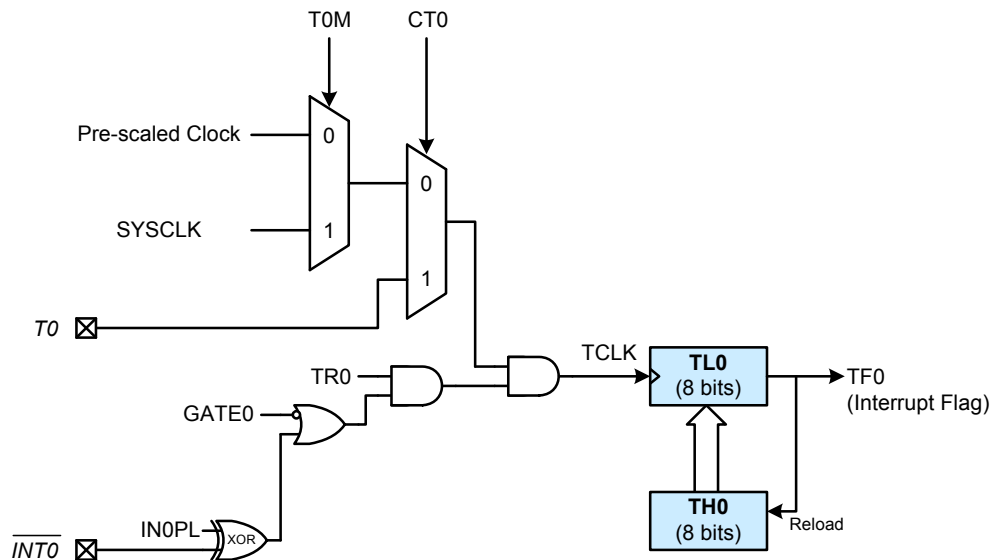 T0M
CT0
Pre-scaled Clock
0
0
SYSCLK
1
1
T0
TCLK
TL0
(8 bits)
TF0
(Interrupt Flag)
TR0
GATE0
TH0
(8 bits)
Reload
IN0PL
XOR
INT0